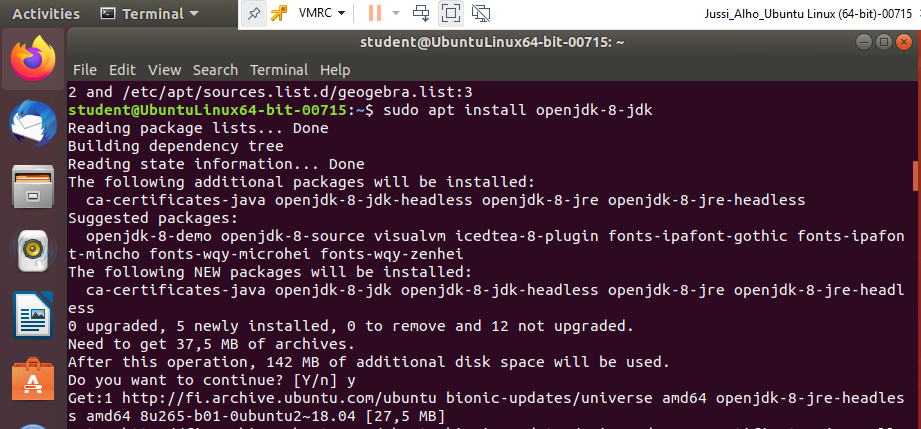 Activities Terminal VMRC Jussi_Alho_Ubuntu Linux (64-bit)-00715
student@UbuntuLinux64-bit-00715: ~
File Edit View Search Terminal Help
2 and /etc/apt/sources.list.d/geogebra.list:3
student@UbuntuLinux64-bit-00715:~$ sudo apt install openjdk-8-jdk
Reading package lists... Done
Building dependency tree
Reading state information... Done
The following additional packages will be installed:
  ca-certificates-java openjdk-8-jdk-headless openjdk-8-jre openjdk-8-jre-headless
Suggested packages:
  openjdk-8-demo openjdk-8-source visualvm icedtea-8-plugin fonts-ipafont-gothic fonts-ipafon
t-mincho fonts-wqy-microhei fonts-wqy-zenhei
The following NEW packages will be installed:
  ca-certificates-java openjdk-8-jdk openjdk-8-jdk-headless openjdk-8-jre openjdk-8-jre-headl
ess
0 upgraded, 5 newly installed, 0 to remove and 12 not upgraded.
Need to get 37,5 MB of archives.
After this operation, 142 MB of additional disk space will be used.
Do you want to continue? [Y/n] y
Get:1 http://fi.archive.ubuntu.com/ubuntu bionic-updates/universe amd64 openjdk-8-jre-headles
s amd64 8u265-b01-0ubuntu2~18.04 [27,5 MB]